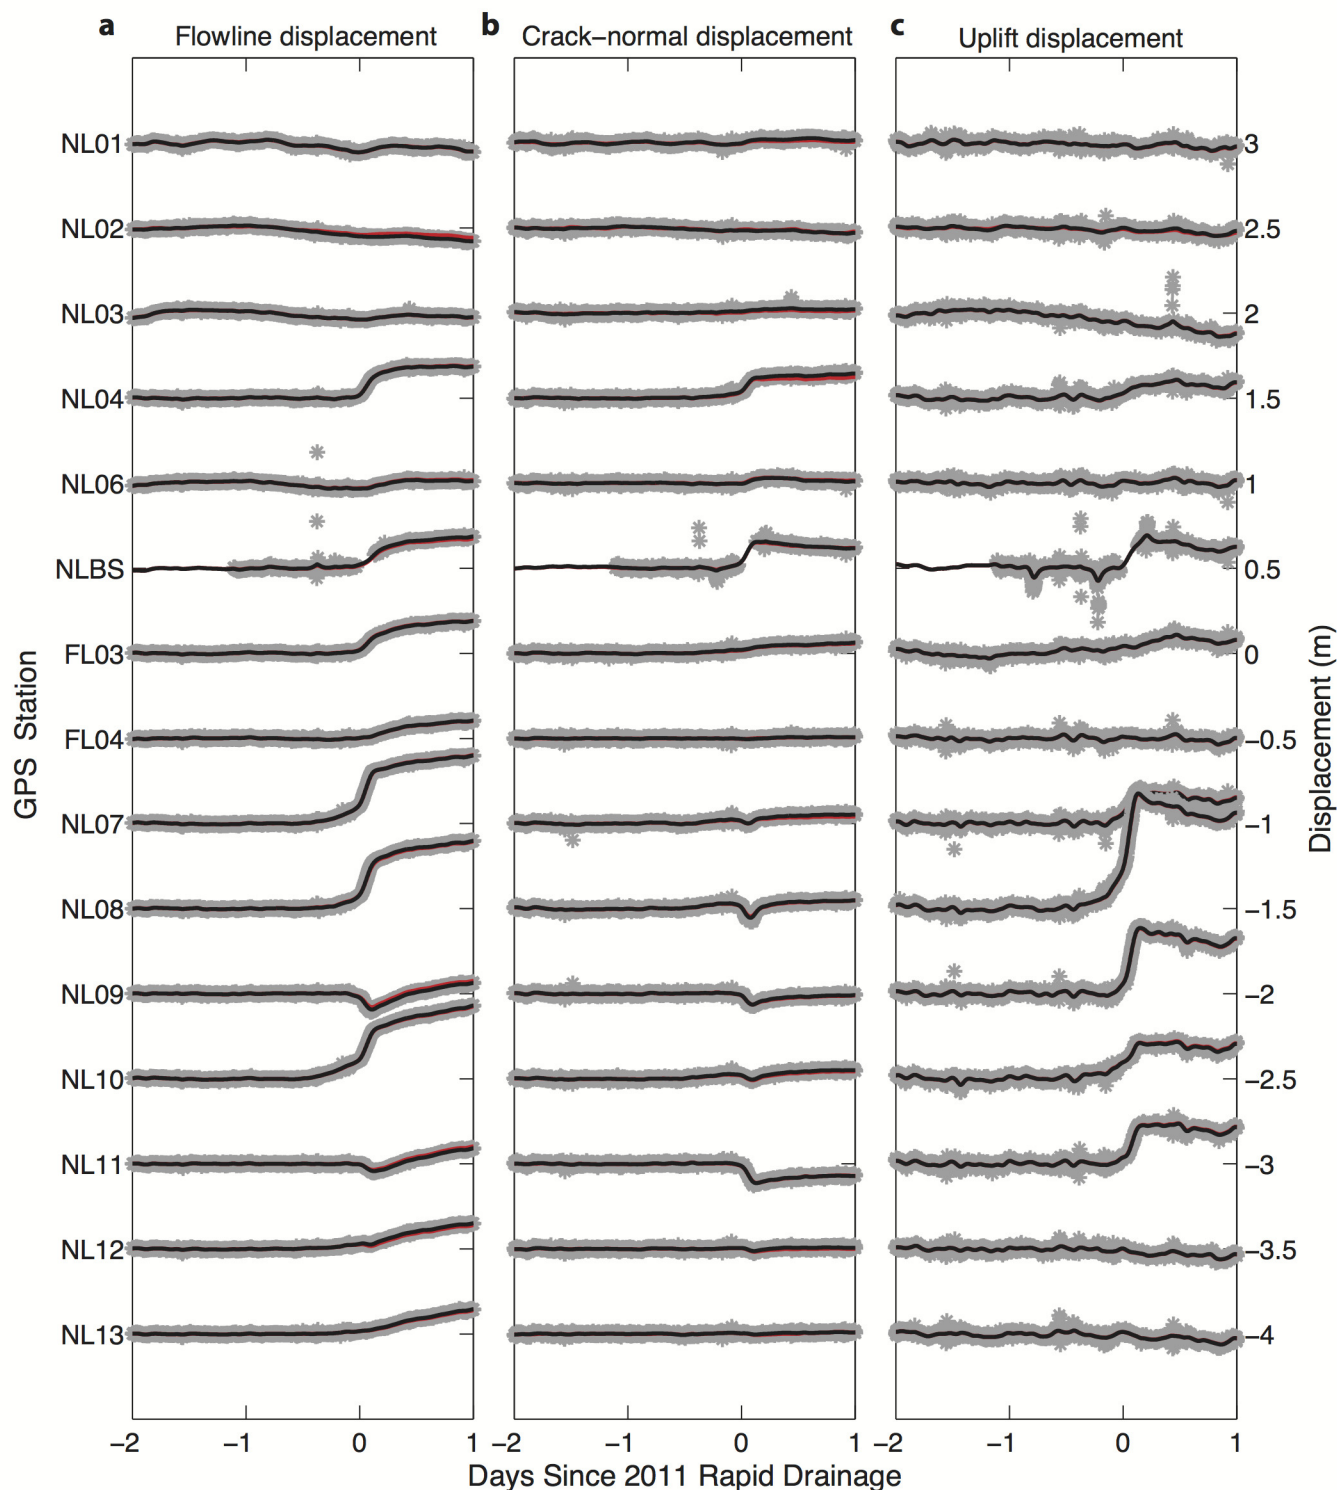 a Flowline displacement b Crack–normal displacement c Uplift displacement
NL01 3
NL02 2.5
NL03 2
NL04 1.5
NL06 1
NLBS 0.5
FL03 0
FL04 −0.5
NL07 −1
NL08 −1.5
NL09 −2
NL10 −2.5
NL11 −3
NL12 −3.5
NL13 −4
GPS Station
Displacement (m)
−2 −1 0 1 −2 −1 0 1 −2 −1 0 1
Days Since 2011 Rapid Drainage